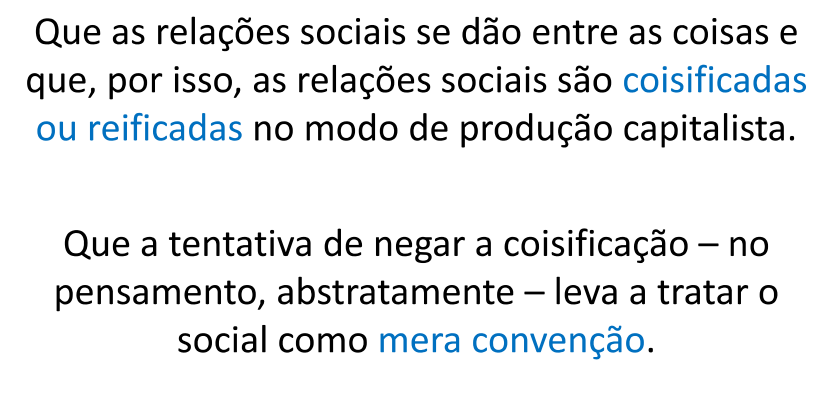 Que as relações sociais se dão entre as coisas e
que, por isso, as relações sociais são coisificadas
ou reificadas no modo de produção capitalista.
Que a tentativa de negar a coisificação – no
pensamento, abstratamente – leva a tratar o
social como mera convenção.